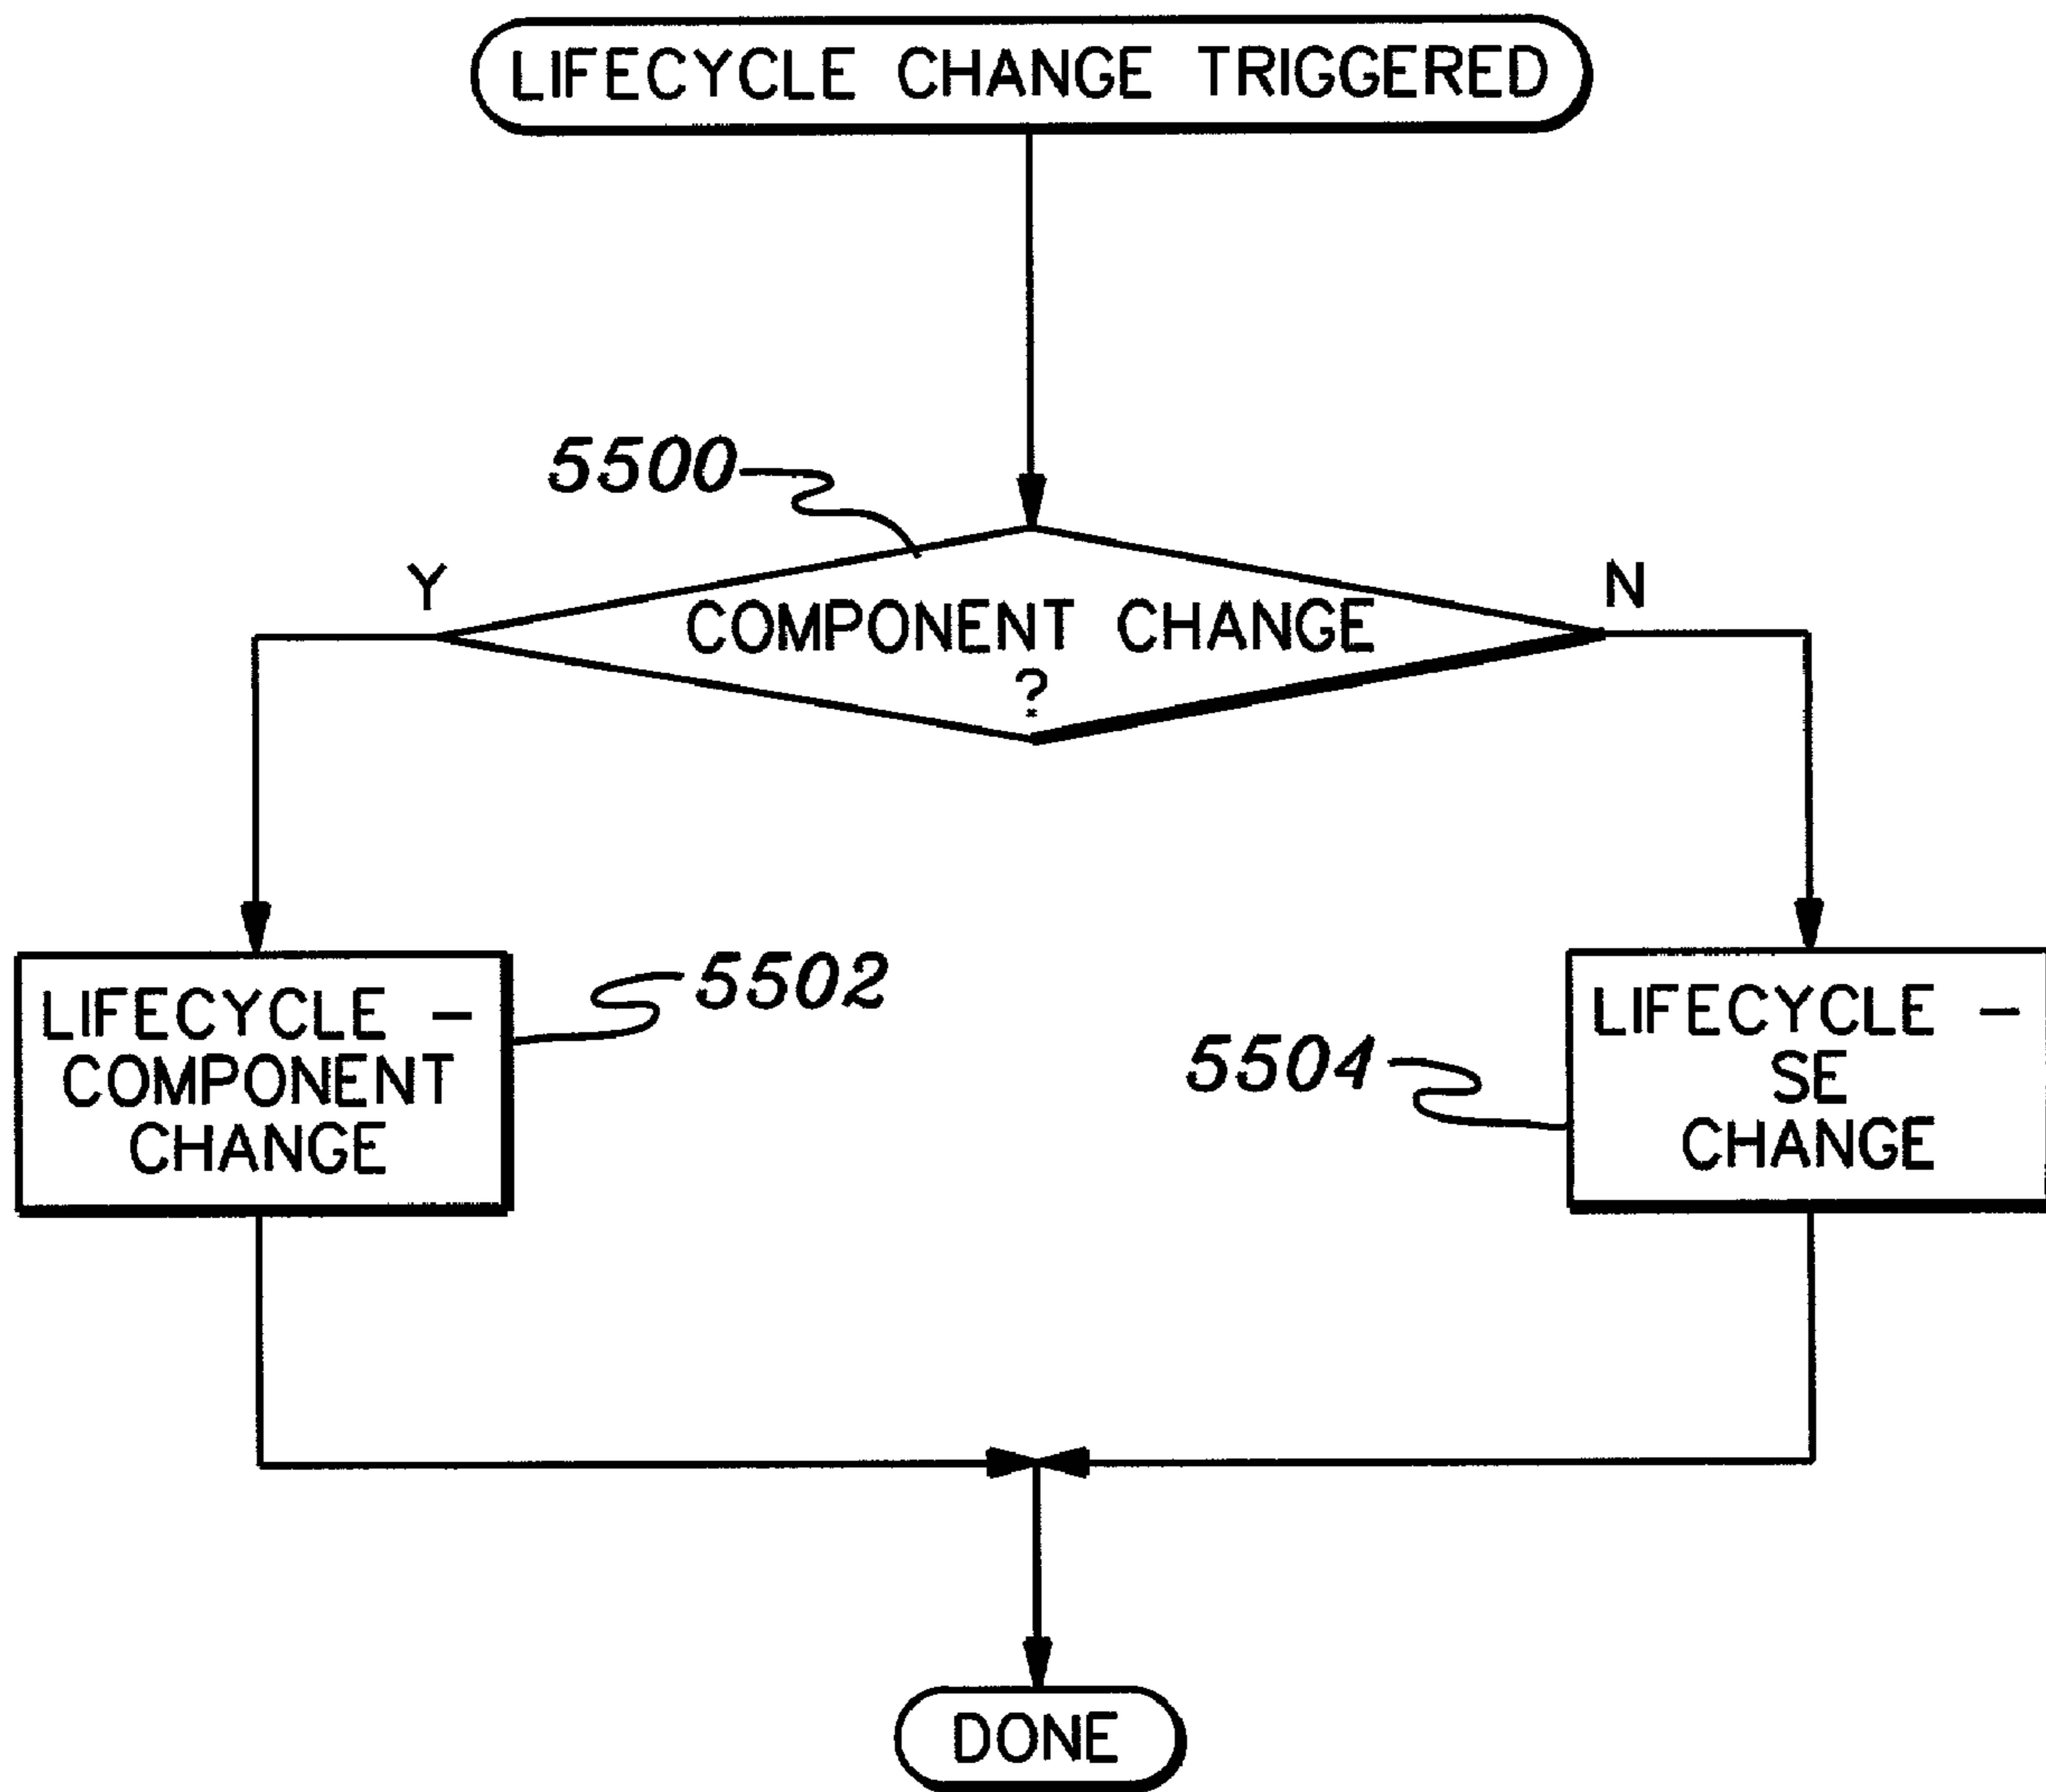 LIFECYCLE CHANGE TRIGGERED
5500
Y
N
COMPONENT CHANGE
?
LIFECYCLE –
COMPONENT
CHANGE
5502
5504
LIFECYCLE –
SE
CHANGE
DONE